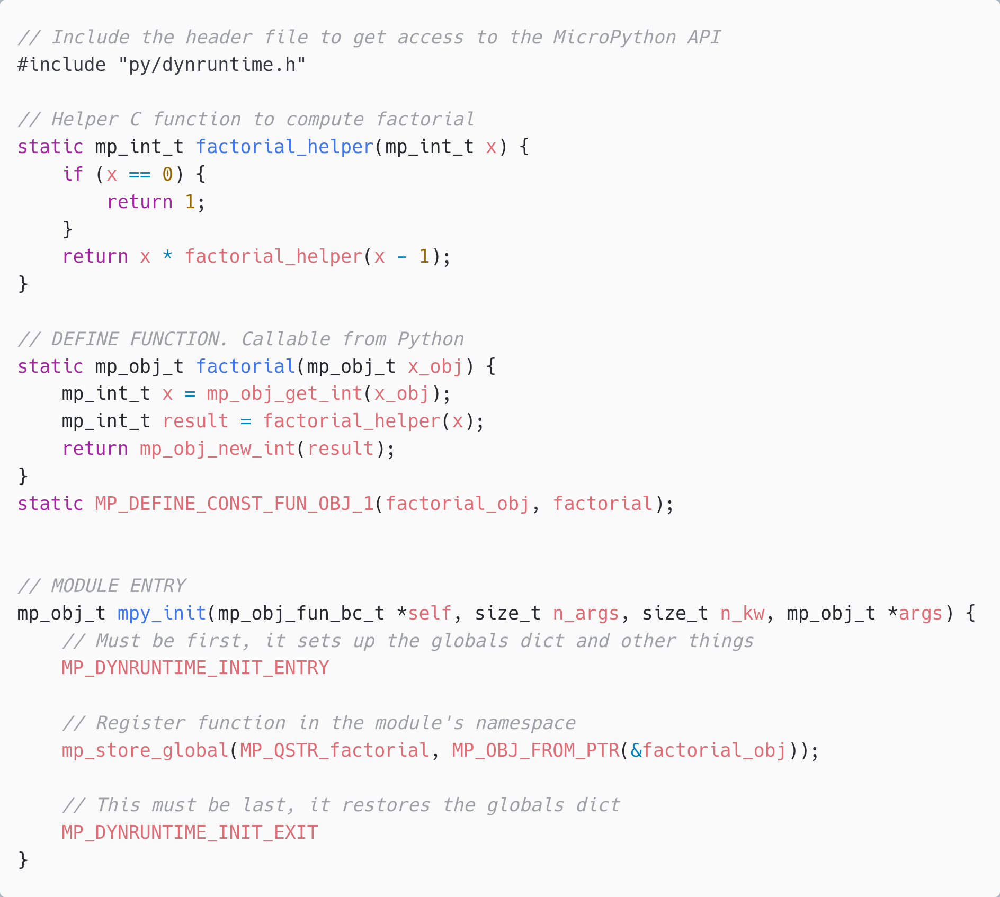 // Include the header file to get access to the MicroPython API
#include "py/dynruntime.h"

// Helper C function to compute factorial
static mp_int_t factorial_helper(mp_int_t x) {
    if (x == 0) {
        return 1;
    }
    return x * factorial_helper(x - 1);
}

// DEFINE FUNCTION. Callable from Python
static mp_obj_t factorial(mp_obj_t x_obj) {
    mp_int_t x = mp_obj_get_int(x_obj);
    mp_int_t result = factorial_helper(x);
    return mp_obj_new_int(result);
}
static MP_DEFINE_CONST_FUN_OBJ_1(factorial_obj, factorial);


// MODULE ENTRY
mp_obj_t mpy_init(mp_obj_fun_bc_t *self, size_t n_args, size_t n_kw, mp_obj_t *args) {
    // Must be first, it sets up the globals dict and other things
    MP_DYNRUNTIME_INIT_ENTRY

    // Register function in the module's namespace
    mp_store_global(MP_QSTR_factorial, MP_OBJ_FROM_PTR(&factorial_obj));

    // This must be last, it restores the globals dict
    MP_DYNRUNTIME_INIT_EXIT
}